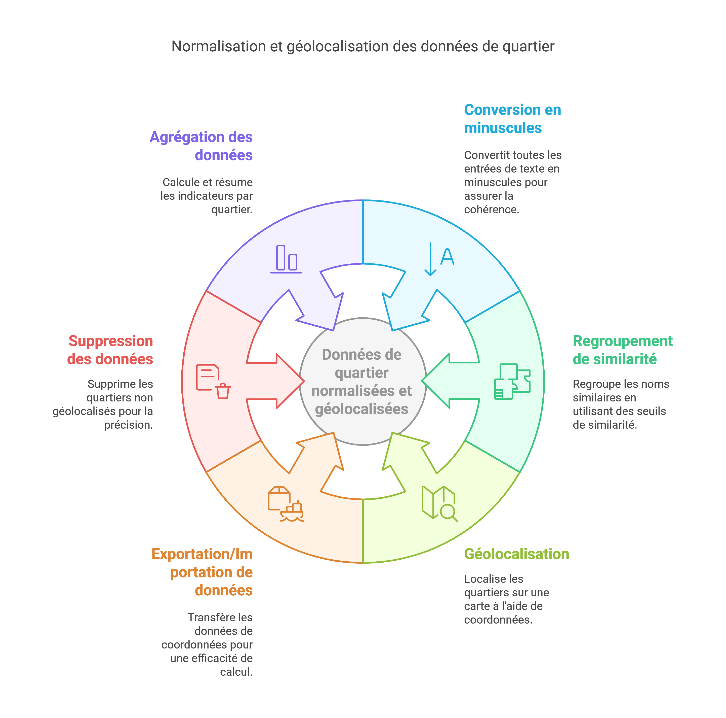 Normalisation et géolocalisation des données de quartier
Conversion en
minuscules
Convertit toutes les
entrées de texte en
minuscules pour
assurer la
cohérence.
Agrégation des
données
Calcule et résume
les indicateurs par
quartier.
A
Suppression
des données
Supprime les
quartiers non
géolocalisés pour la
précision.
Données de
quartier
normalisées et
géolocalisées
Regroupement
de similarité
Regroupe les noms
similaires en
utilisant des seuils
de similarité.
Exportation/Im
portation de
données
Transfère les
données de
coordonnées pour
une efficacité de
calcul.
Géolocalisation
Localise les
quartiers sur une
carte à l'aide de
coordonnées.